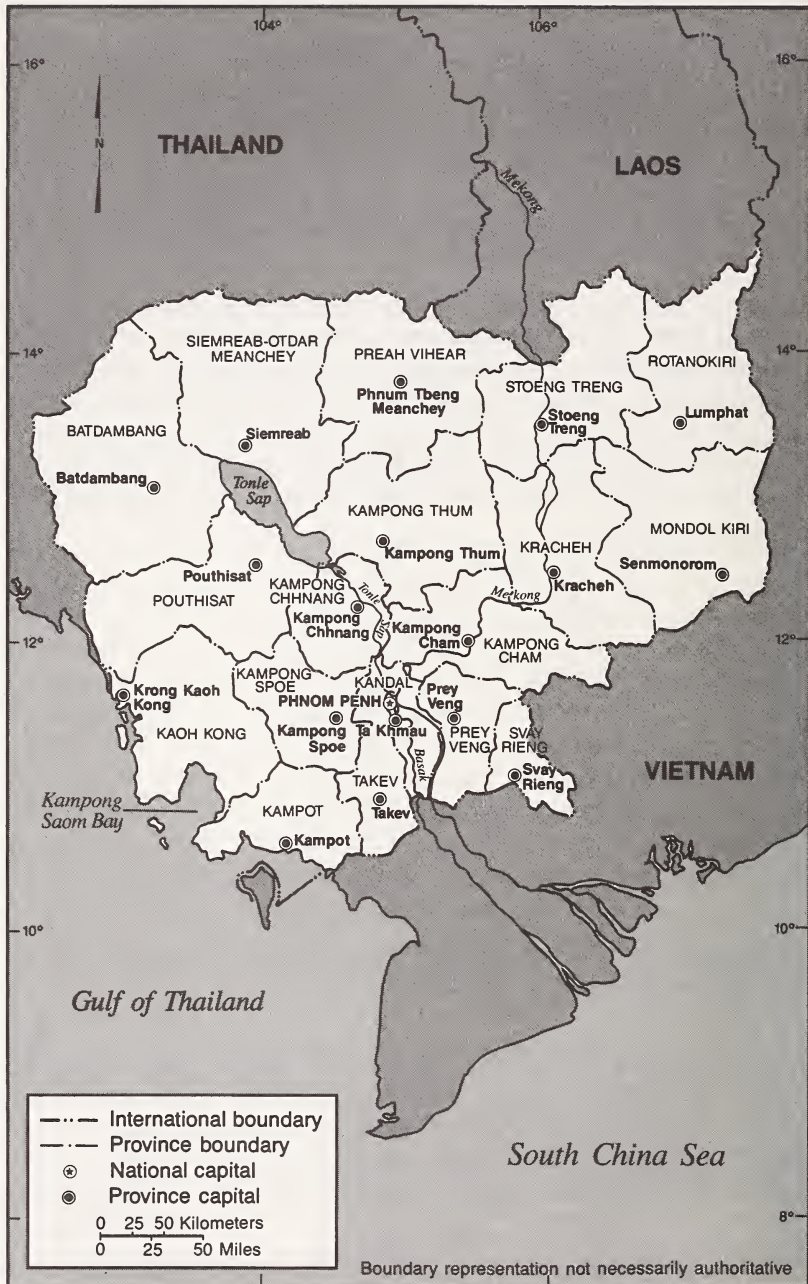 104°
106°
16°
16°
N
THAILAND
LAOS
Mekong
14°
14°
SIEMREAB-OTDAR
MEANCHEY
PREAH VIHEAR
Phnum Tbeng
Meanchey
STOENG TRENG
Stoeng
Treng
ROTANOKIRI
Lumphat
BATDAMBANG
Batdambang
Siemreab
Tonle
Sap
KAMPONG THUM
Kampong Thum
KRACHEH
Kracheh
MONDOL KIRI
Senmonorom
Pouthisat
POUTHISAT
KAMPONG
CHHNANG
Kampong
Chhnang
Tonle
Sap
Mekong
Kampong
Cham
KAMPONG
CHAM
12°
12°
Krong Kaoh
Kong
KAOH KONG
KAMPONG
SPOE
Kampong
Spoe
KANDAL
PHNOM PENH
Ta Khmau
Prey
Veng
PREY
VENG
SVAY
RIENG
Svay
Rieng
Basak
VIETNAM
TAKEV
Takev
Kampong
Saom Bay
KAMPOT
Kampot
10°
10°
Gulf of Thailand
South China Sea
International boundary
Province boundary
National capital
Province capital
0 25 50 Kilometers
0 25 50 Miles
8°
Boundary representation not necessarily authoritative